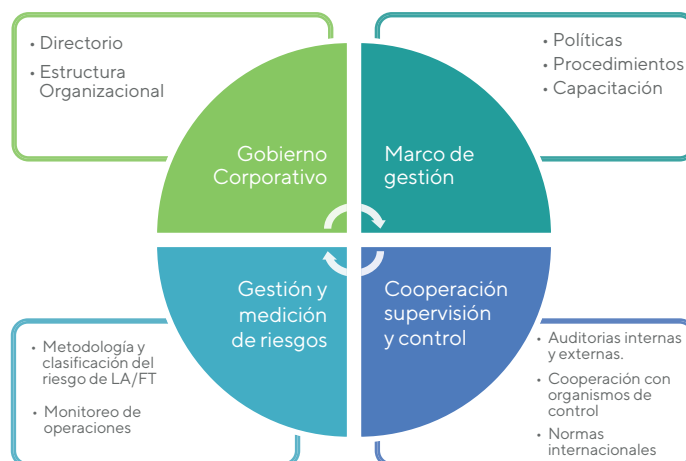 • Directorio
• Estructura
Organizacional
• Políticas
• Procedimientos
• Capacitación
Gobierno
Corporativo
Marco de
gestión
Gestión y
medición
de riesgos
Cooperación
supervisión
y control
• Metodología y
clasificación del
riesgo de LA/FT
• Monitoreo de
operaciones
• Auditorias internas
y externas.
• Cooperación con
organismos de
control
• Normas
internacionales